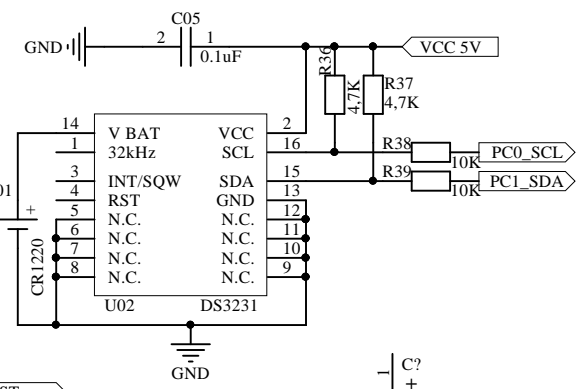 C05
GND 2 1 VCC 5V
0.1uF
R36 4,7K
R37
4,7K
14 V BAT VCC 2
1 32kHz SCL 16 R38 10K PC0_SCL
3 INT/SQW SDA 15 R39 10K PC1_SDA
4 RST GND 13
5 N.C. N.C. 12
6 N.C. N.C. 11
7 N.C. N.C. 10
8 N.C. N.C. 9
01
+
CR1220
U02 DS3231
GND
1 C?
+